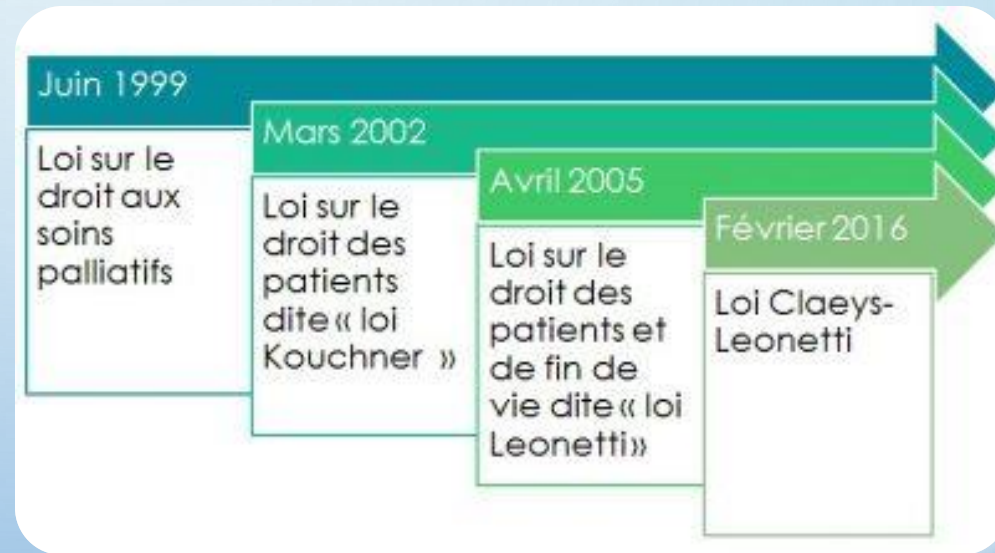 Juin 1999
Loi sur le
droit aux
soins
palliatifs
Mars 2002
Loi sur le
droit des
patients
dite « loi
Kouchner »
Avril 2005
Loi sur le
droit des
patients et
de fin de
vie dite « loi
Leonetti»
Février 2016
Loi Claeys-
Leonetti